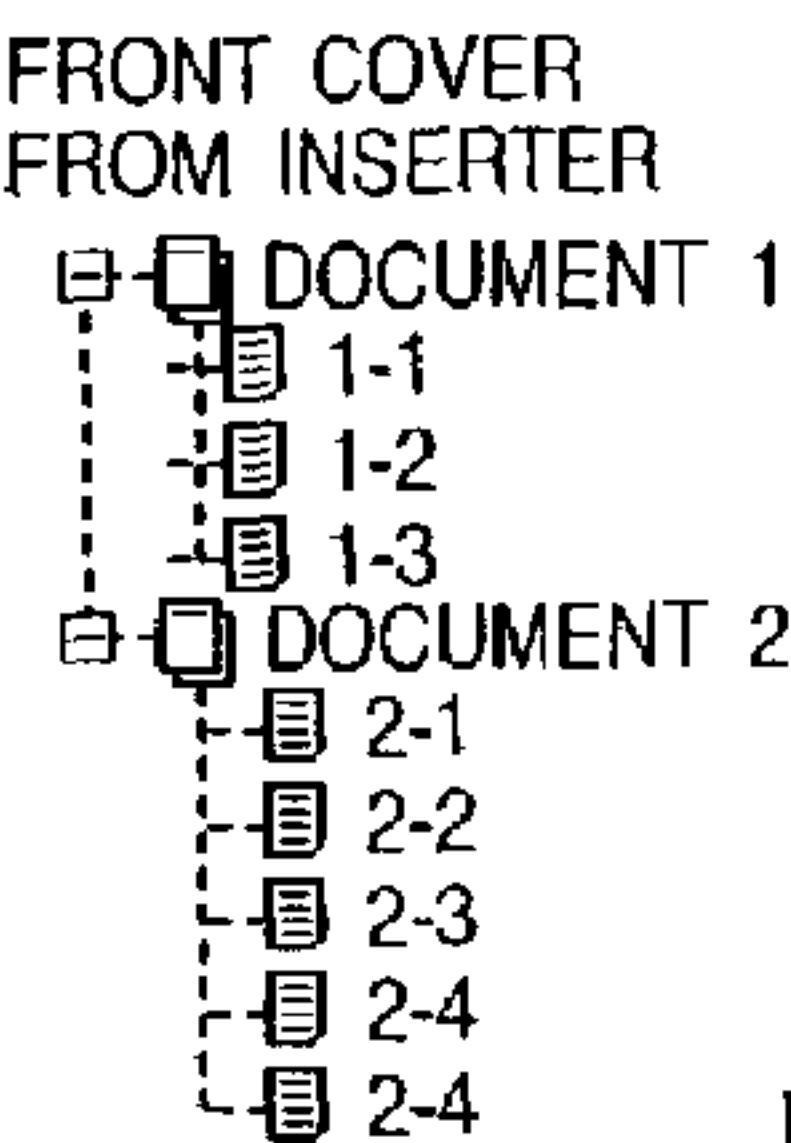 FRONT COVER
FROM INSERTER
DOCUMENT 1
1-1
1-2
1-3
DOCUMENT 2
2-1
2-2
2-3
2-4
2-4